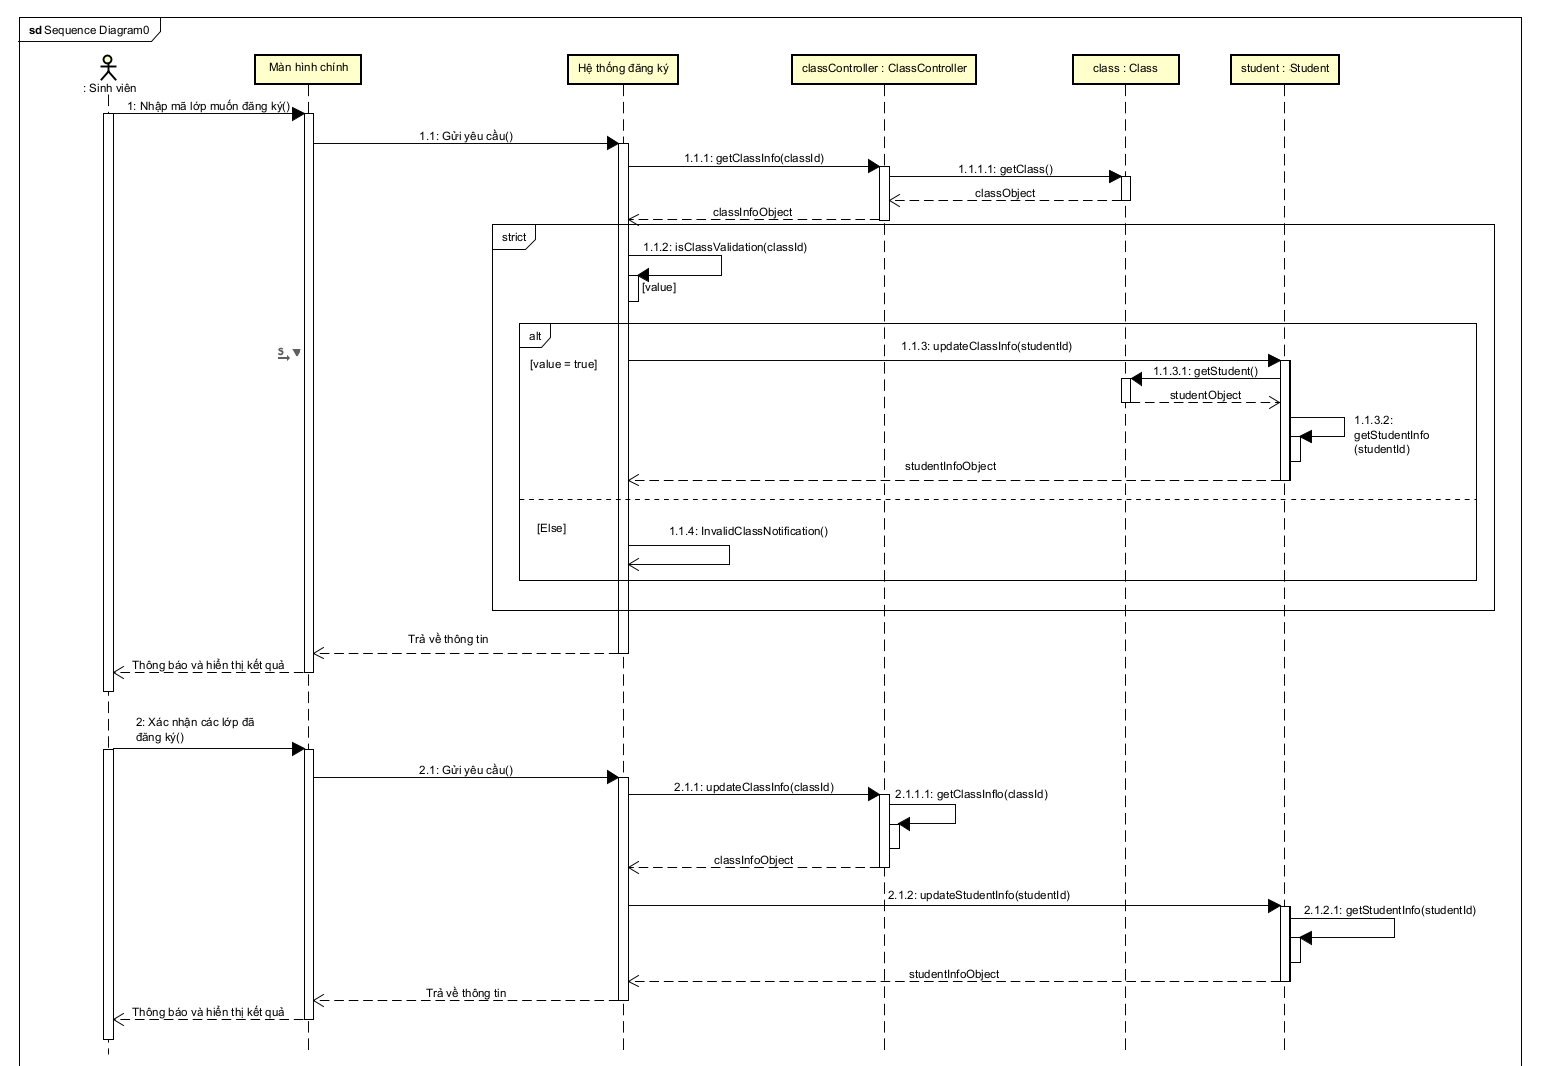 sd Sequence Diagram0
: Sinh viên
Màn hình chính
Hệ thống đăng ký
classController : ClassController
class : Class
student : Student
1: Nhập mã lớp muốn đăng ký()
1.1: Gửi yêu cầu()
1.1.1: getClassInfo(classId)
1.1.1.1: getClass()
classObject
classInfoObject
strict
1.1.2: isClassValidation(classId)
[value]
alt
[value = true]
1.1.3: updateClassInfo(studentId)
1.1.3.1: getStudent()
studentObject
1.1.3.2:
getStudentInfo
(studentId)
studentInfoObject
[Else]
1.1.4: InvalidClassNotification()
Trả về thông tin
Thông báo và hiển thị kết quả
2: Xác nhận các lớp đã
đăng ký()
2.1: Gửi yêu cầu()
2.1.1: updateClassInfo(classId)
2.1.1.1: getClassInflo(classId)
classInfoObject
2.1.2: updateStudentInfo(studentId)
2.1.2.1: getStudentInfo(studentId)
studentInfoObject
Trả về thông tin
Thông báo và hiển thị kết quả